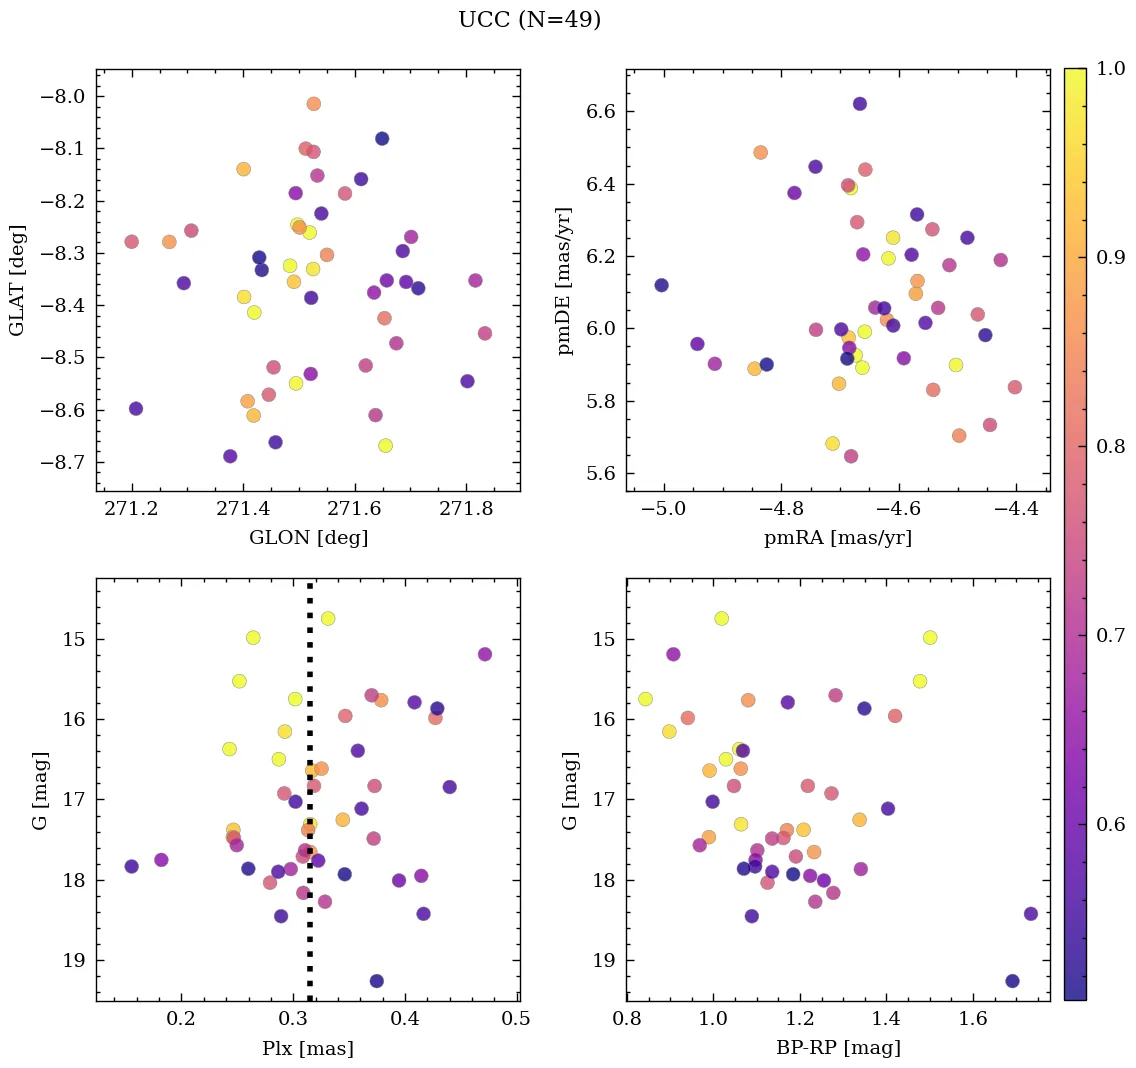 UCC (N=49)
−8.0
−8.1
−8.2
−8.3
−8.4
−8.5
−8.6
−8.7
GLAT [deg]
271.2 271.4 271.6 271.8
GLON [deg]
6.6
6.4
6.2
6.0
5.8
5.6
pmDE [mas/yr]
−5.0 −4.8 −4.6 −4.4
pmRA [mas/yr]
15
16
17
18
19
G [mag]
0.2 0.3 0.4 0.5
Plx [mas]
15
16
17
18
19
G [mag]
0.8 1.0 1.2 1.4 1.6
BP-RP [mag]
1.0
0.9
0.8
0.7
0.6